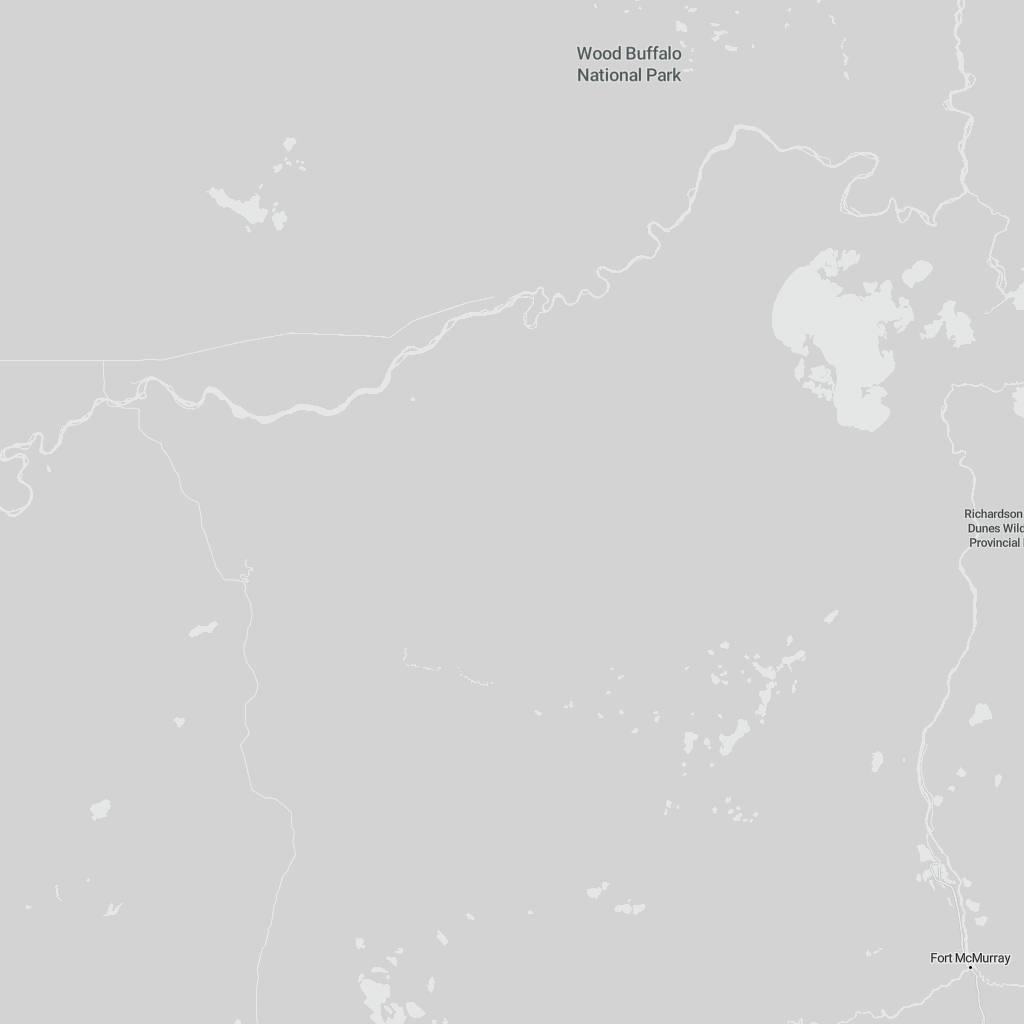 Wood Buffalo
National Park
Richardson
Dunes Wild
Provincial
Fort McMurray